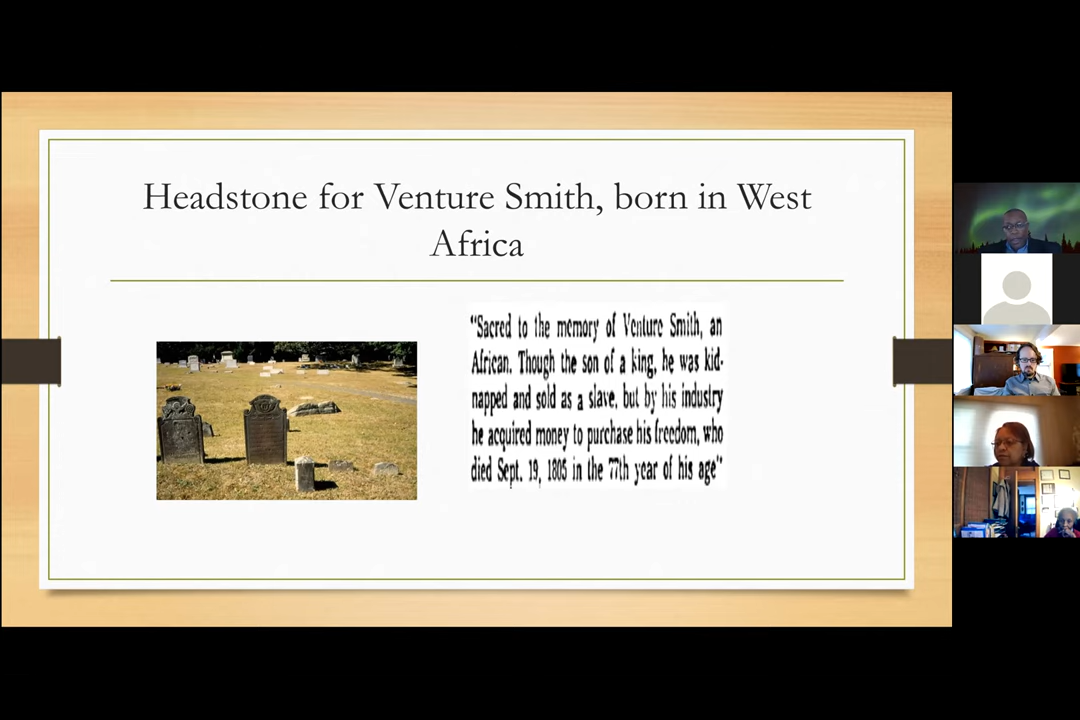 Headstone for Venture Smith, born in West
Africa
"Sacred to the memory of Venture Smith, an
African. Though the son of a king, he was kid-
napped and sold as a slave, but by his industry
he acquired money to purchase his freedom, who
died Sept. 19, 1805 in the 77th year of his age"